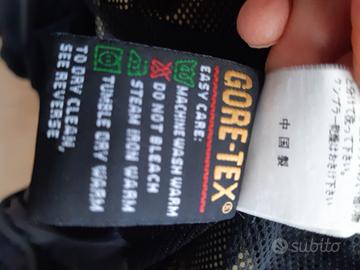 GORE-TEX®
EASY CARE:
MACHINE WASH WARM
DO NOT BLEACH
STEAM IRON WARM
TUMBLE DRY WARM
TO DRY CLEAN,
SEE REVERSE
中国製
subito.it